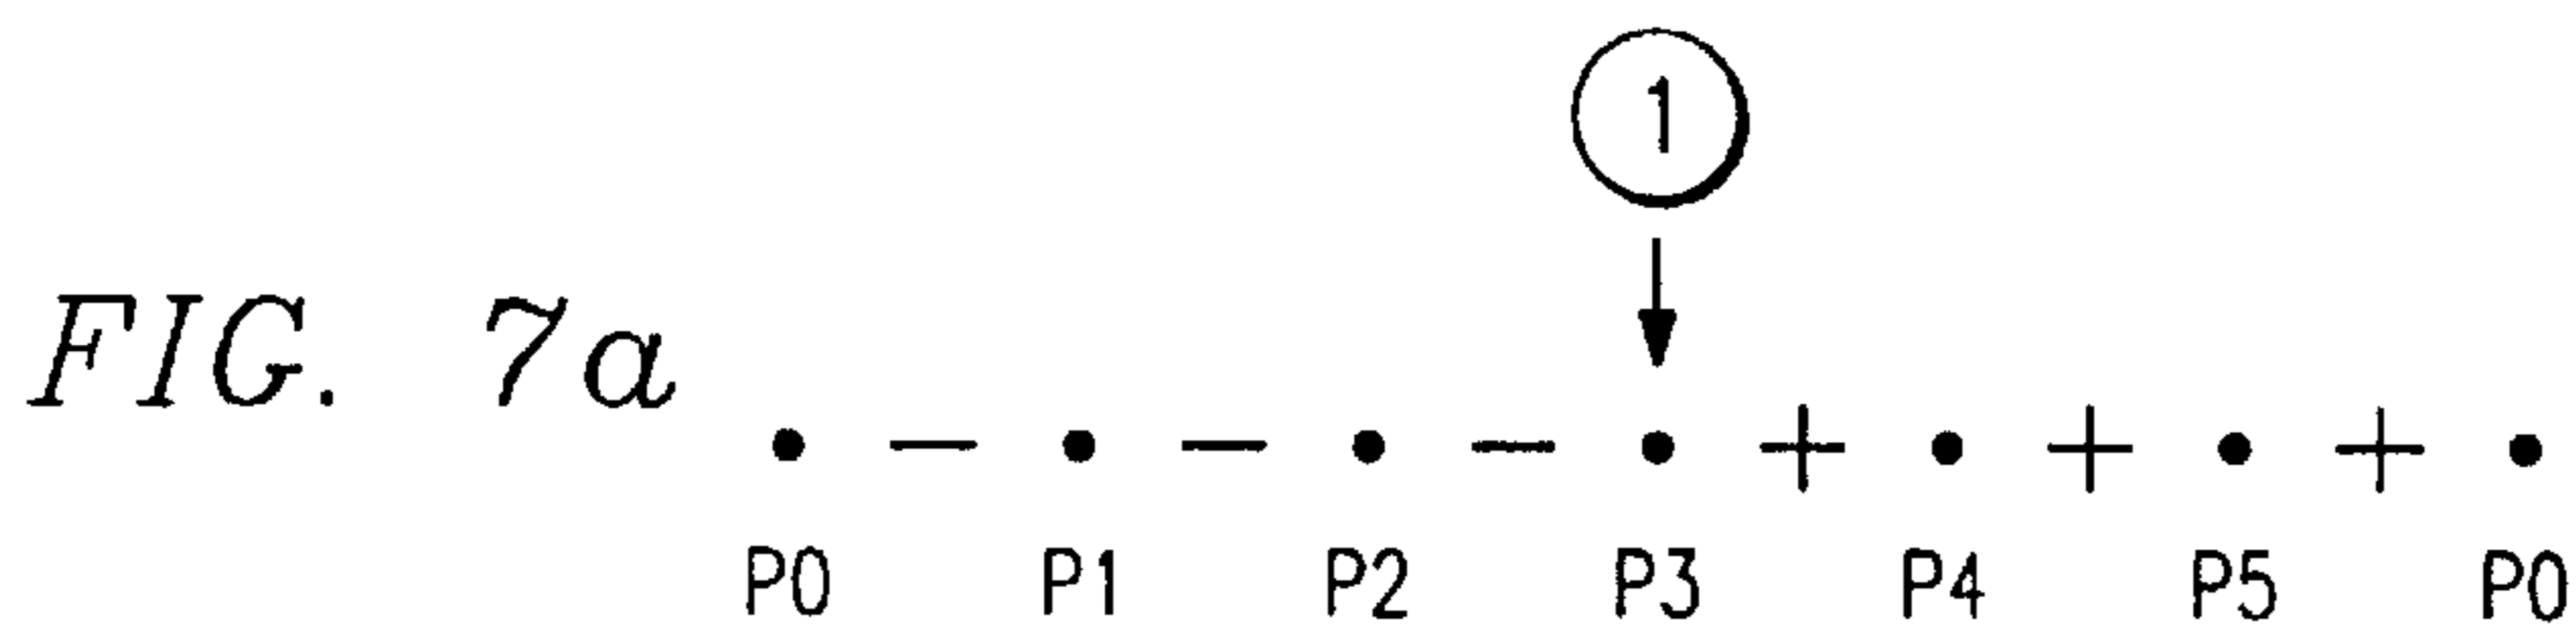 1
FIG. 7a
• — • — • — • + • + • + •
P0 P1 P2 P3 P4 P5 P0